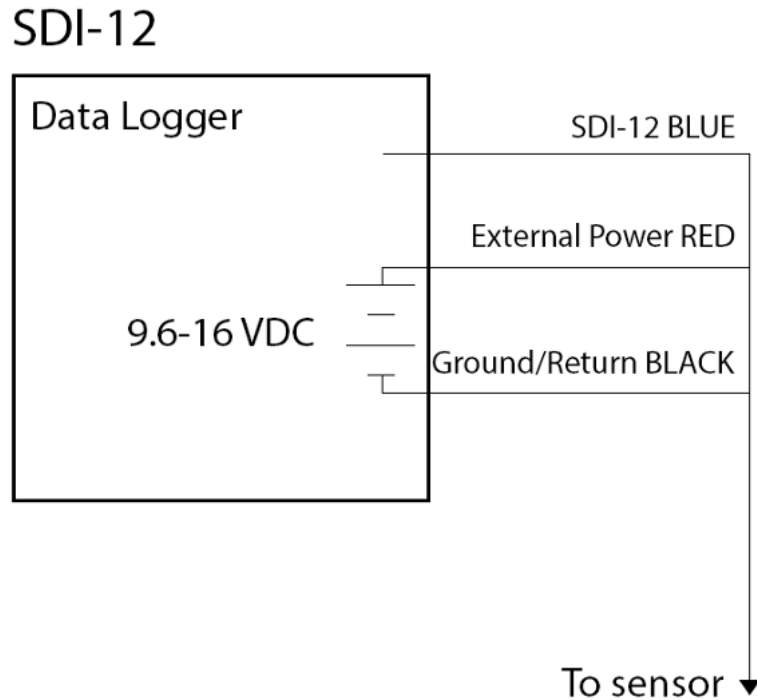 SDI-12
Data Logger
SDI-12 BLUE
External Power RED
9.6-16 VDC
Ground/Return BLACK
To sensor